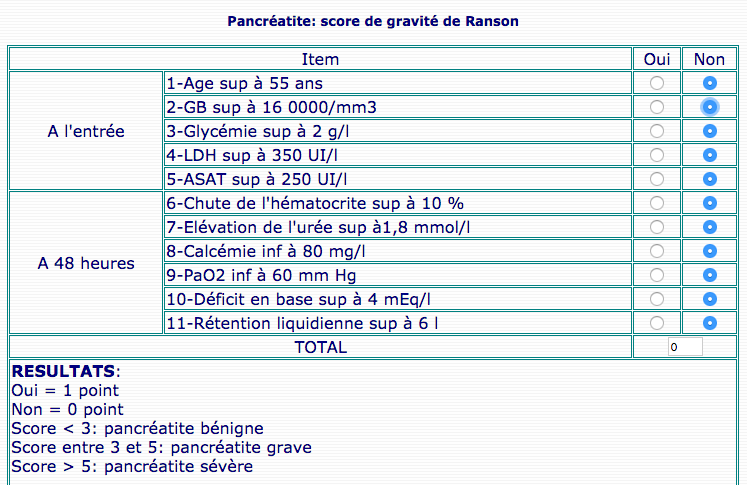 Pancréatite: score de gravité de Ranson
Item Oui Non
A l'entrée
1-Age sup à 55 ans
2-GB sup à 16 0000/mm3
3-Glycémie sup à 2 g/l
4-LDH sup à 350 UI/l
5-ASAT sup à 250 UI/l
A 48 heures
6-Chute de l'hématocrite sup à 10 %
7-Elévation de l'urée sup à1,8 mmol/l
8-Calcémie inf à 80 mg/l
9-PaO2 inf à 60 mm Hg
10-Déficit en base sup à 4 mEq/l
11-Rétention liquidienne sup à 6 l
TOTAL 0
RESULTATS:
Oui = 1 point
Non = 0 point
Score < 3: pancréatite bénigne
Score entre 3 et 5: pancréatite grave
Score > 5: pancréatite sévère